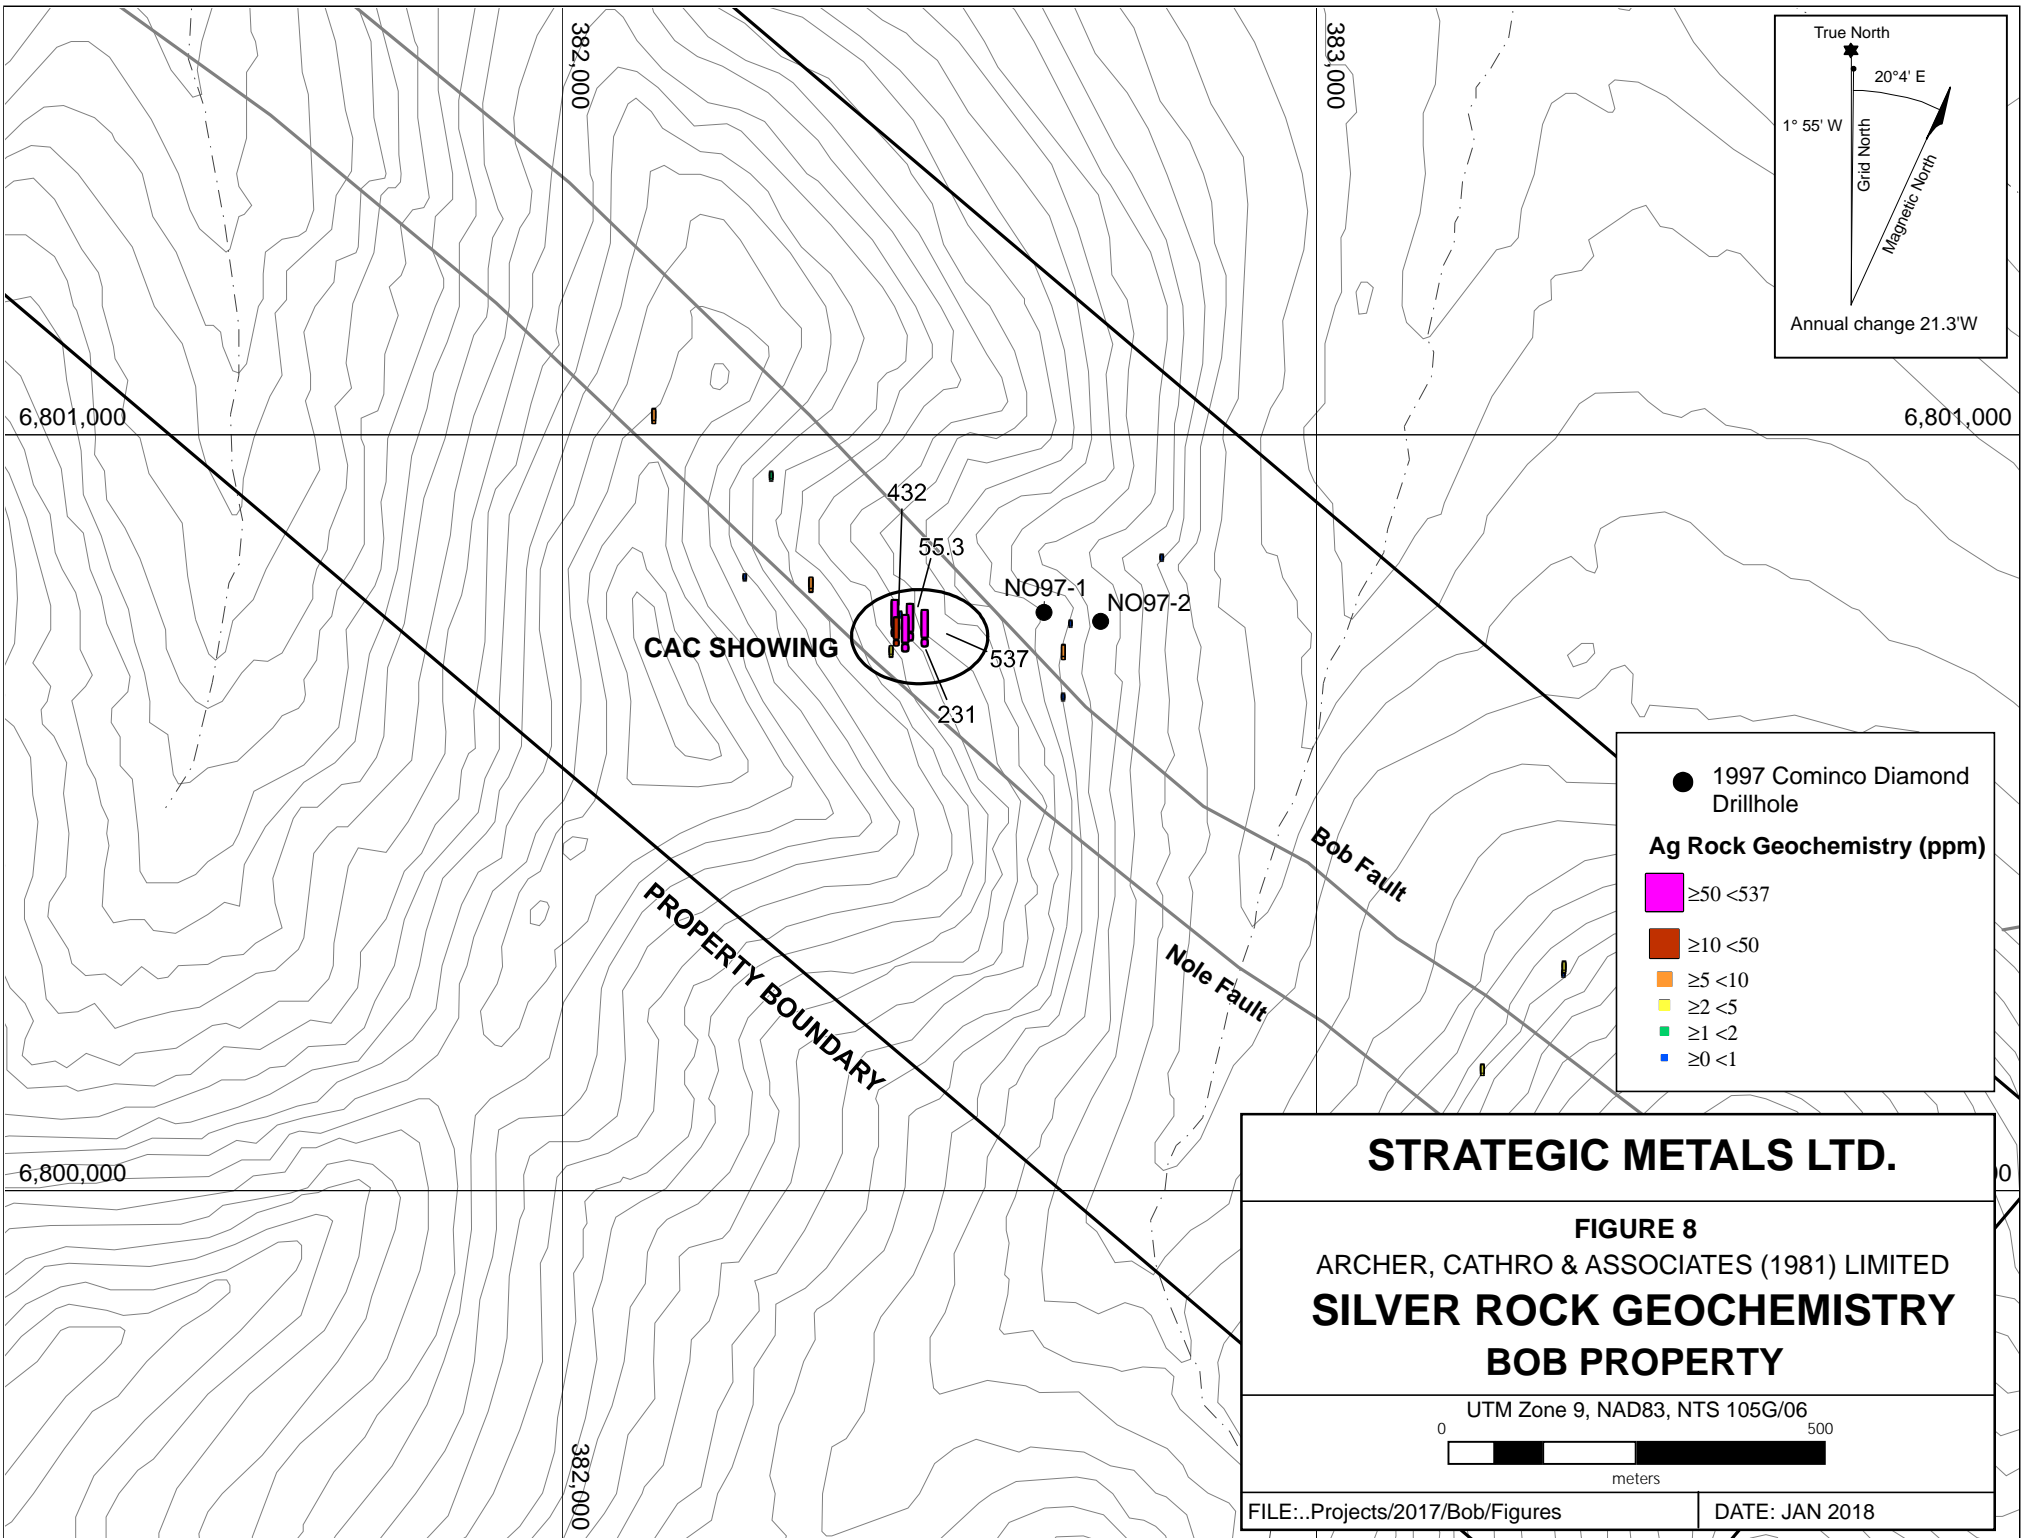 382,000
383,000
True North
20°4' E
1° 55' W
Grid North
Magnetic North
Annual change 21.3'W
6,801,000
6,801,000
432
55.3
NO97-1
NO97-2
CAC SHOWING
537
231
1997 Cominco Diamond
Drillhole
Ag Rock Geochemistry (ppm)
≥50 <537
≥10 <50
≥5 <10
≥2 <5
≥1 <2
≥0 <1
Bob Fault
Nole Fault
PROPERTY BOUNDARY
6,800,000
STRATEGIC METALS LTD.
FIGURE 8
ARCHER, CATHRO & ASSOCIATES (1981) LIMITED
SILVER ROCK GEOCHEMISTRY
BOB PROPERTY
UTM Zone 9, NAD83, NTS 105G/06
0 500
meters
FILE:..Projects/2017/Bob/Figures
DATE: JAN 2018
382,000